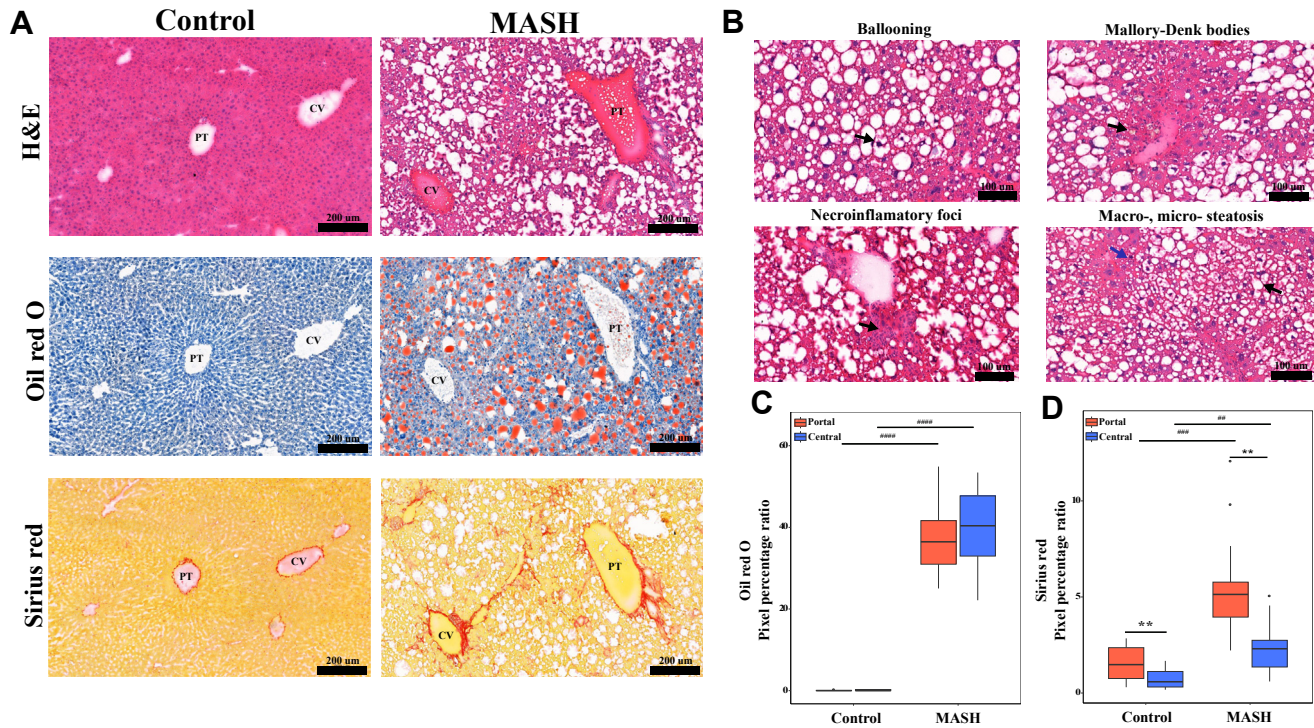 A
Control
MASH
H&E
PT
CV
200 um
PT
CV
200 um
Oil red O
PT
CV
200 um
PT
CV
200 um
Sirius red
PT
CV
200 um
PT
CV
200 um
B
Ballooning
Mallory-Denk bodies
100 um
100 um
Necroinflamatory foci
Macro-, micro- steatosis
100 um
100 um
C
Portal
Central
####
####
Oil red O
Pixel percentage ratio
60
40
20
0
Control
MASH
D
Portal
Central
##
###
**
**
Sirius red
Pixel percentage ratio
10
5
0
Control
MASH